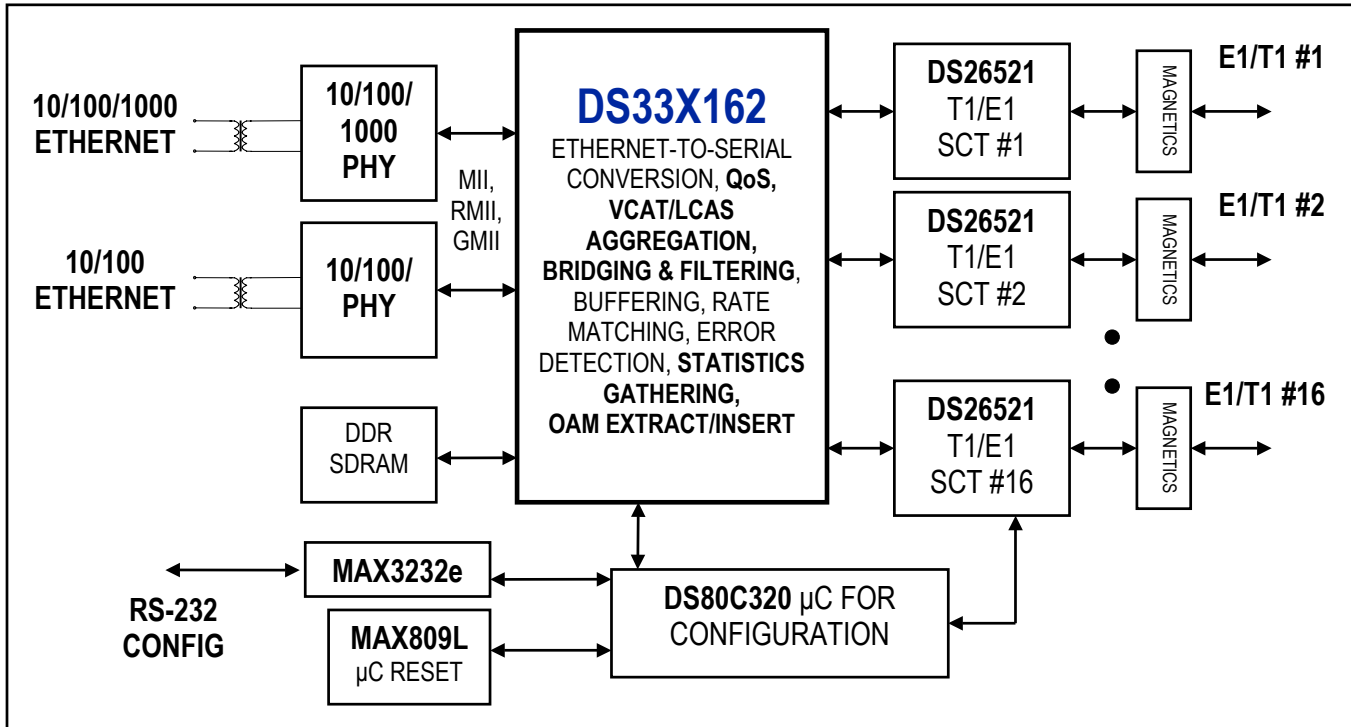 10/100/1000
ETHERNET
10/100/
1000
PHY
MII,
RMII,
GMII
10/100
ETHERNET
10/100/
PHY
DDR
SDRAM
DS33X162
ETHERNET-TO-SERIAL
CONVERSION, QoS,
VCAT/LCAS
AGGREGATION,
BRIDGING & FILTERING,
BUFFERING, RATE
MATCHING, ERROR
DETECTION, STATISTICS
GATHERING,
OAM EXTRACT/INSERT
DS26521
T1/E1
SCT #1
MAGNETICS
E1/T1 #1
DS26521
T1/E1
SCT #2
MAGNETICS
E1/T1 #2
DS26521
T1/E1
SCT #16
MAGNETICS
E1/T1 #16
RS-232
CONFIG
MAX3232e
MAX809L
µC RESET
DS80C320 µC FOR
CONFIGURATION